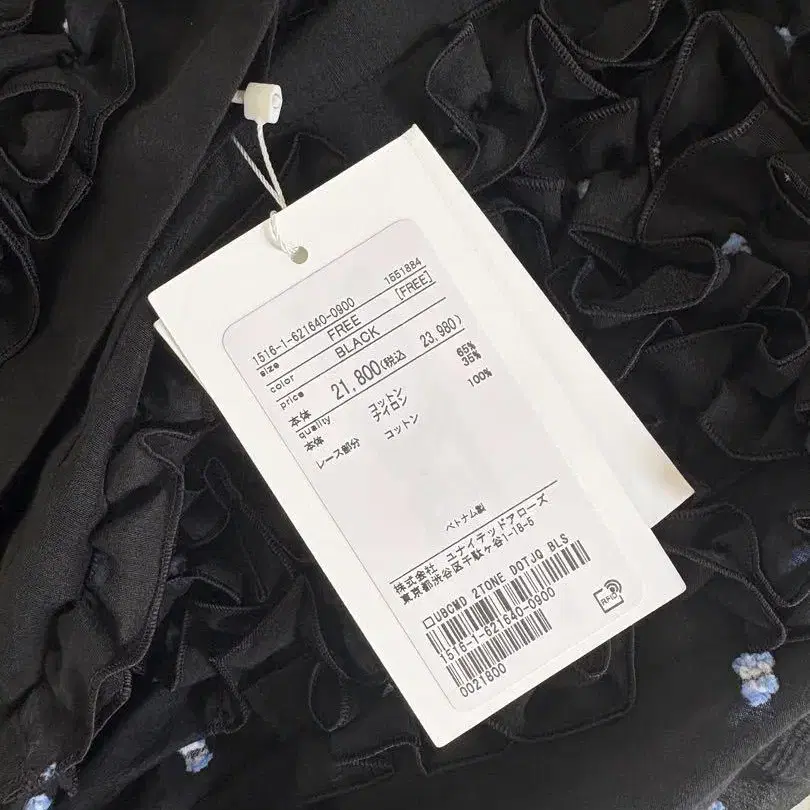 1516-1-621640-0900 1551884
size FREE [FREE]
color BLACK
price
本体 21,800(税込 23,980)
quality
本体 コットン 65%
ナイロン 35%
レース部分 コットン 100%
ベトナム製
株式会社 ユナイテッドアローズ
東京都渋谷区千駄ヶ谷1-18-5
□UBCMD 2TONE DOTJQ BLS
1516-1-621640-0900
0021800
RFID